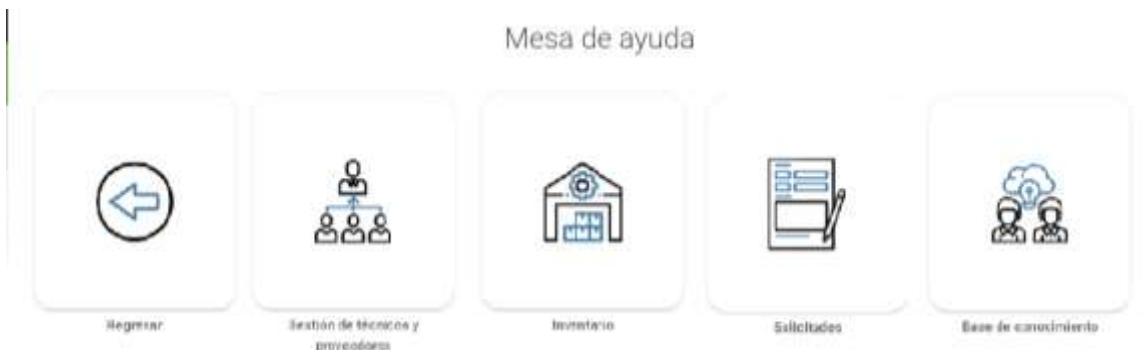 Mesa de ayuda
Regresar
Gestión de técnicos y
proveedores
Inventario
Solicitudes
Base de conocimiento